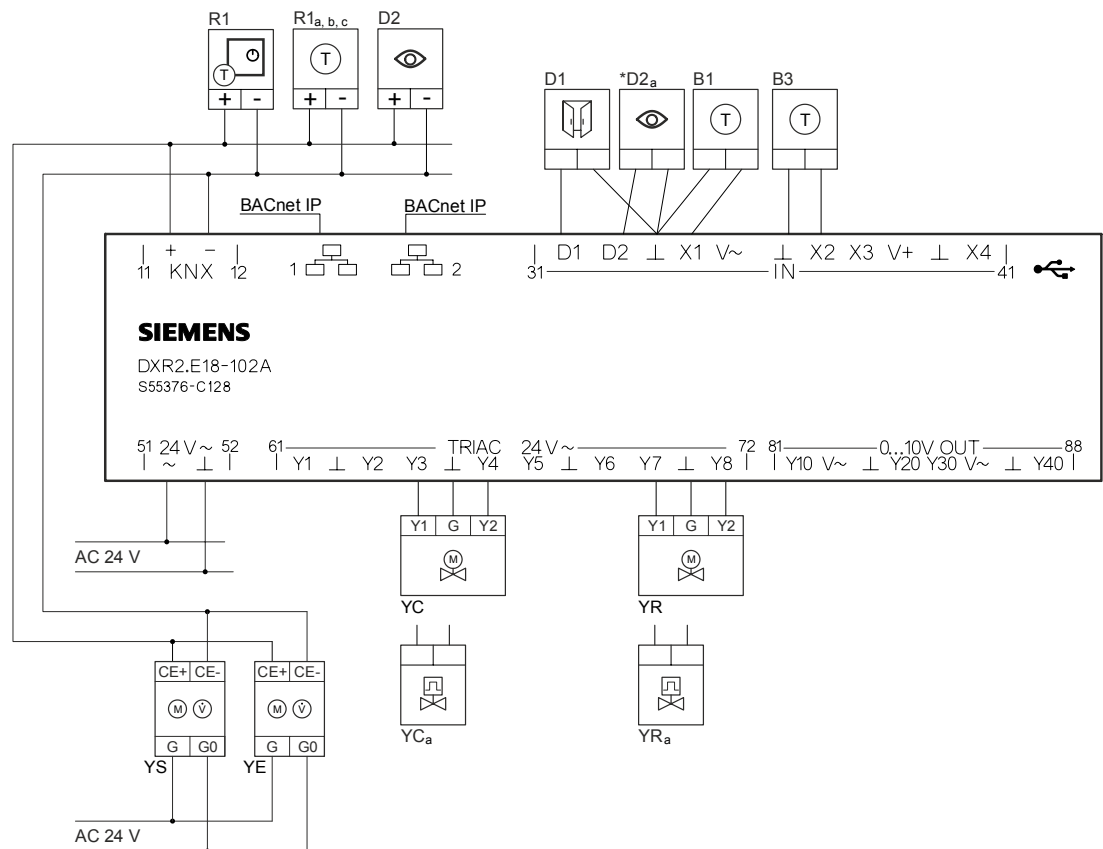 R1 R1a, b, c D2
T T
+ - + - + -
D1 *D2a B1 B3
T T
BACnet IP BACnet IP
+ - D1 D2 ⊥ X1 V~ ⊥ X2 X3 V+ ⊥ X4
11 KNX 12 1 2 31 IN 41
SIEMENS
DXR2.E18-102A
S55376-C128
51 24 V ~ 52 61 TRIAC 24 V ~ 72 81 0...10V OUT 88
~ ⊥ Y1 ⊥ Y2 Y3 ⊥ Y4 Y5 ⊥ Y6 Y7 ⊥ Y8 Y10 V~ ⊥ Y20 Y30 V~ ⊥ Y40
Y1 G Y2 Y1 G Y2
AC 24 V
M M
YC YR
CE+ CE- CE+ CE-
M V̇ M V̇
G G0 G G0
YS YE YCa YRa
AC 24 V